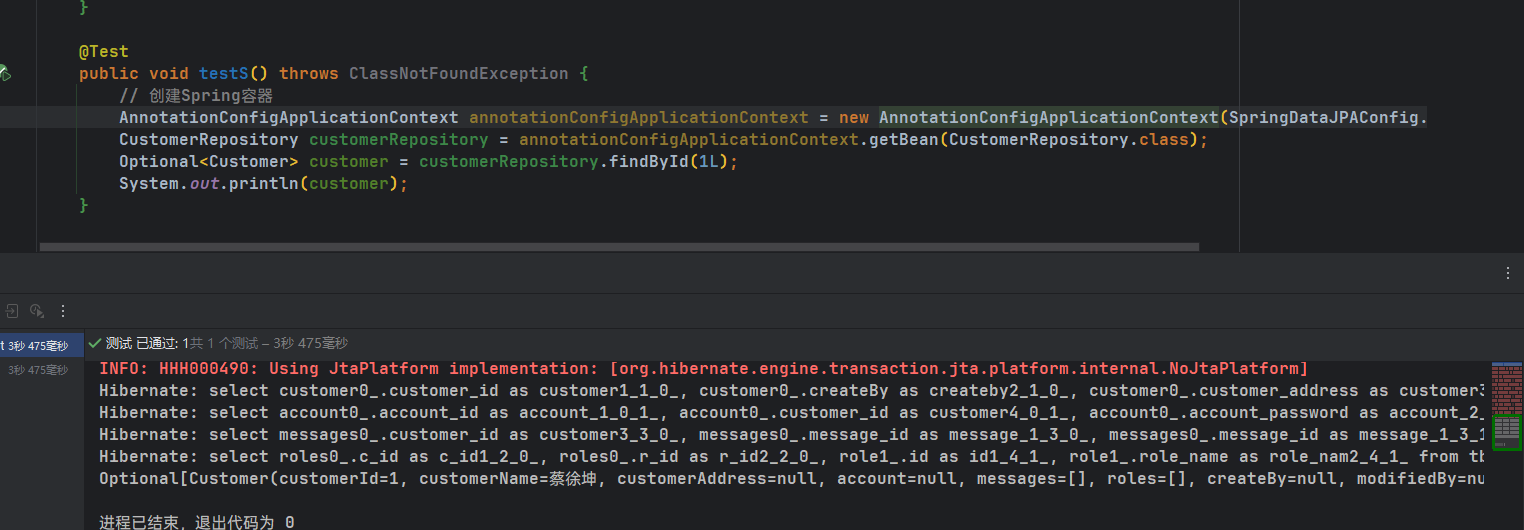 }
@Test
public void testS() throws ClassNotFoundException {
// 创建Spring容器
AnnotationConfigApplicationContext annotationConfigApplicationContext = new AnnotationConfigApplicationContext(SpringDataJPAConfig.
CustomerRepository customerRepository = annotationConfigApplicationContext.getBean(CustomerRepository.class);
Optional<Customer> customer = customerRepository.findById(1L);
System.out.println(customer);
}
t 3秒 475毫秒
✓ 测试 已通过: 1共 1 个测试 – 3秒 475毫秒
3秒 475毫秒
INFO: HHH000490: Using JtaPlatform implementation: [org.hibernate.engine.transaction.jta.platform.internal.NoJtaPlatform]
Hibernate: select customer0_.customer_id as customer1_1_0_, customer0_.createBy as createby2_1_0_, customer0_.customer_address as customer3
Hibernate: select account0_.account_id as account_1_0_1_, account0_.customer_id as customer4_0_1_, account0_.account_password as account_2_
Hibernate: select messages0_.customer_id as customer3_3_0_, messages0_.message_id as message_1_3_0_, messages0_.message_id as message_1_3_1
Hibernate: select roles0_.c_id as c_id1_2_0_, roles0_.r_id as r_id2_2_0_, role1_.id as id1_4_1_, role1_.role_name as role_nam2_4_1_ from tb
Optional[Customer(customerId=1, customerName=蔡徐坤, customerAddress=null, account=null, messages=[], roles=[], createBy=null, modifiedBy=nu
进程已结束，退出代码为 0